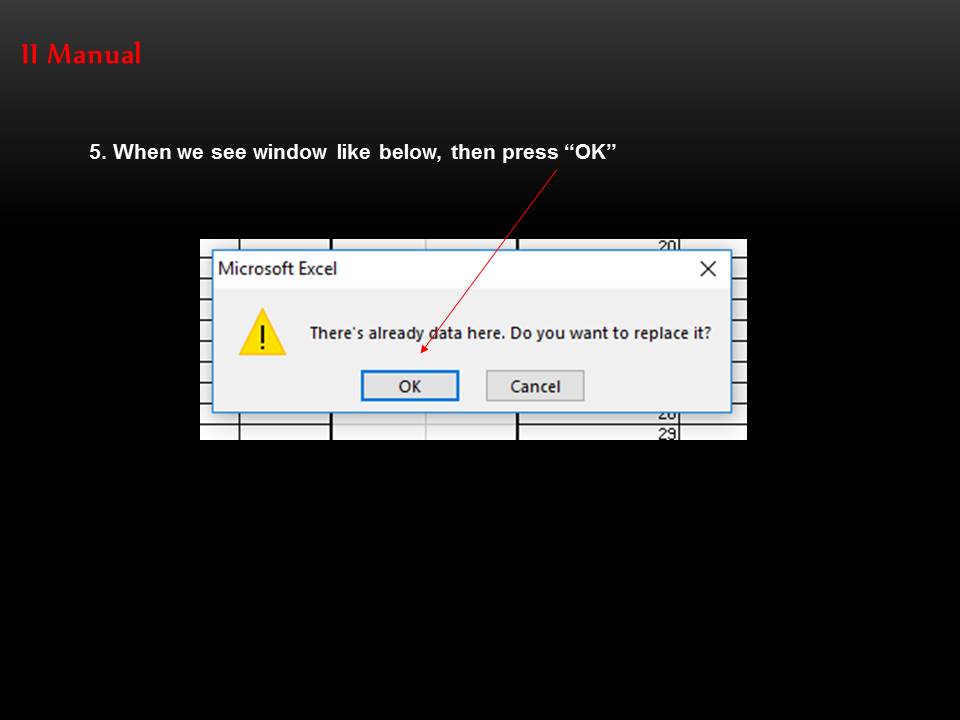 II Manual
5. When we see window like below, then press “OK”
20
Microsoft Excel
There's already data here. Do you want to replace it?
OK Cancel
28
29